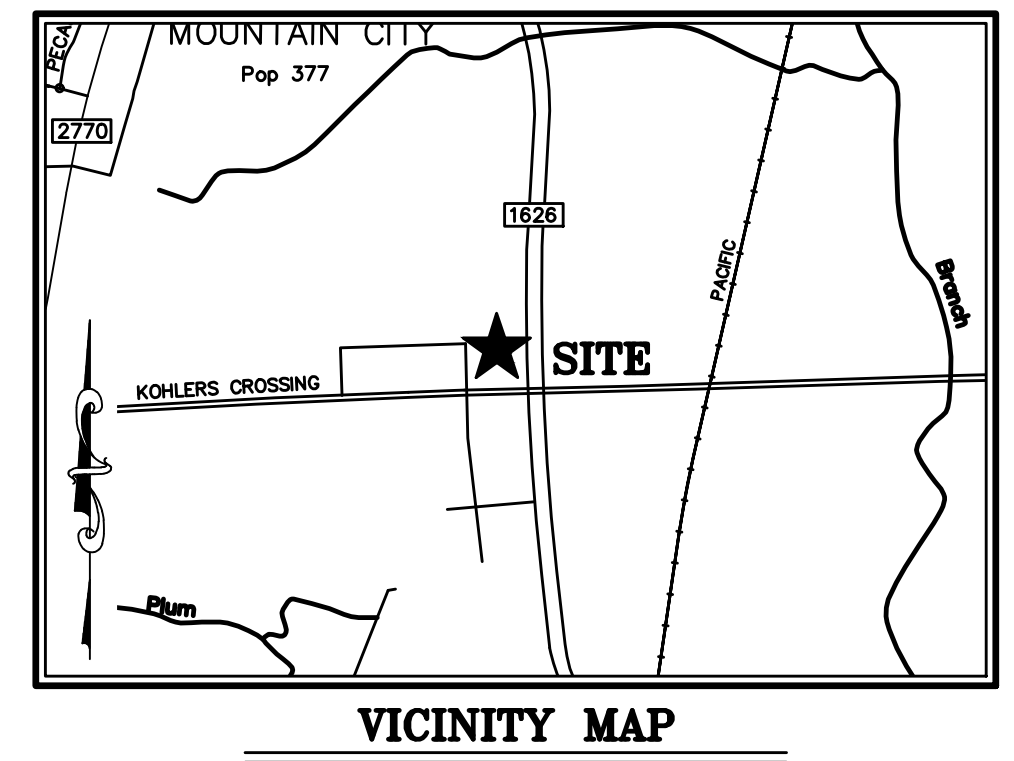 MOUNTAIN CITY
Pop 377
PECA
2770
1626
PACIFIC
Branch
SITE
KOHLERS CROSSING
Plum
VICINITY MAP